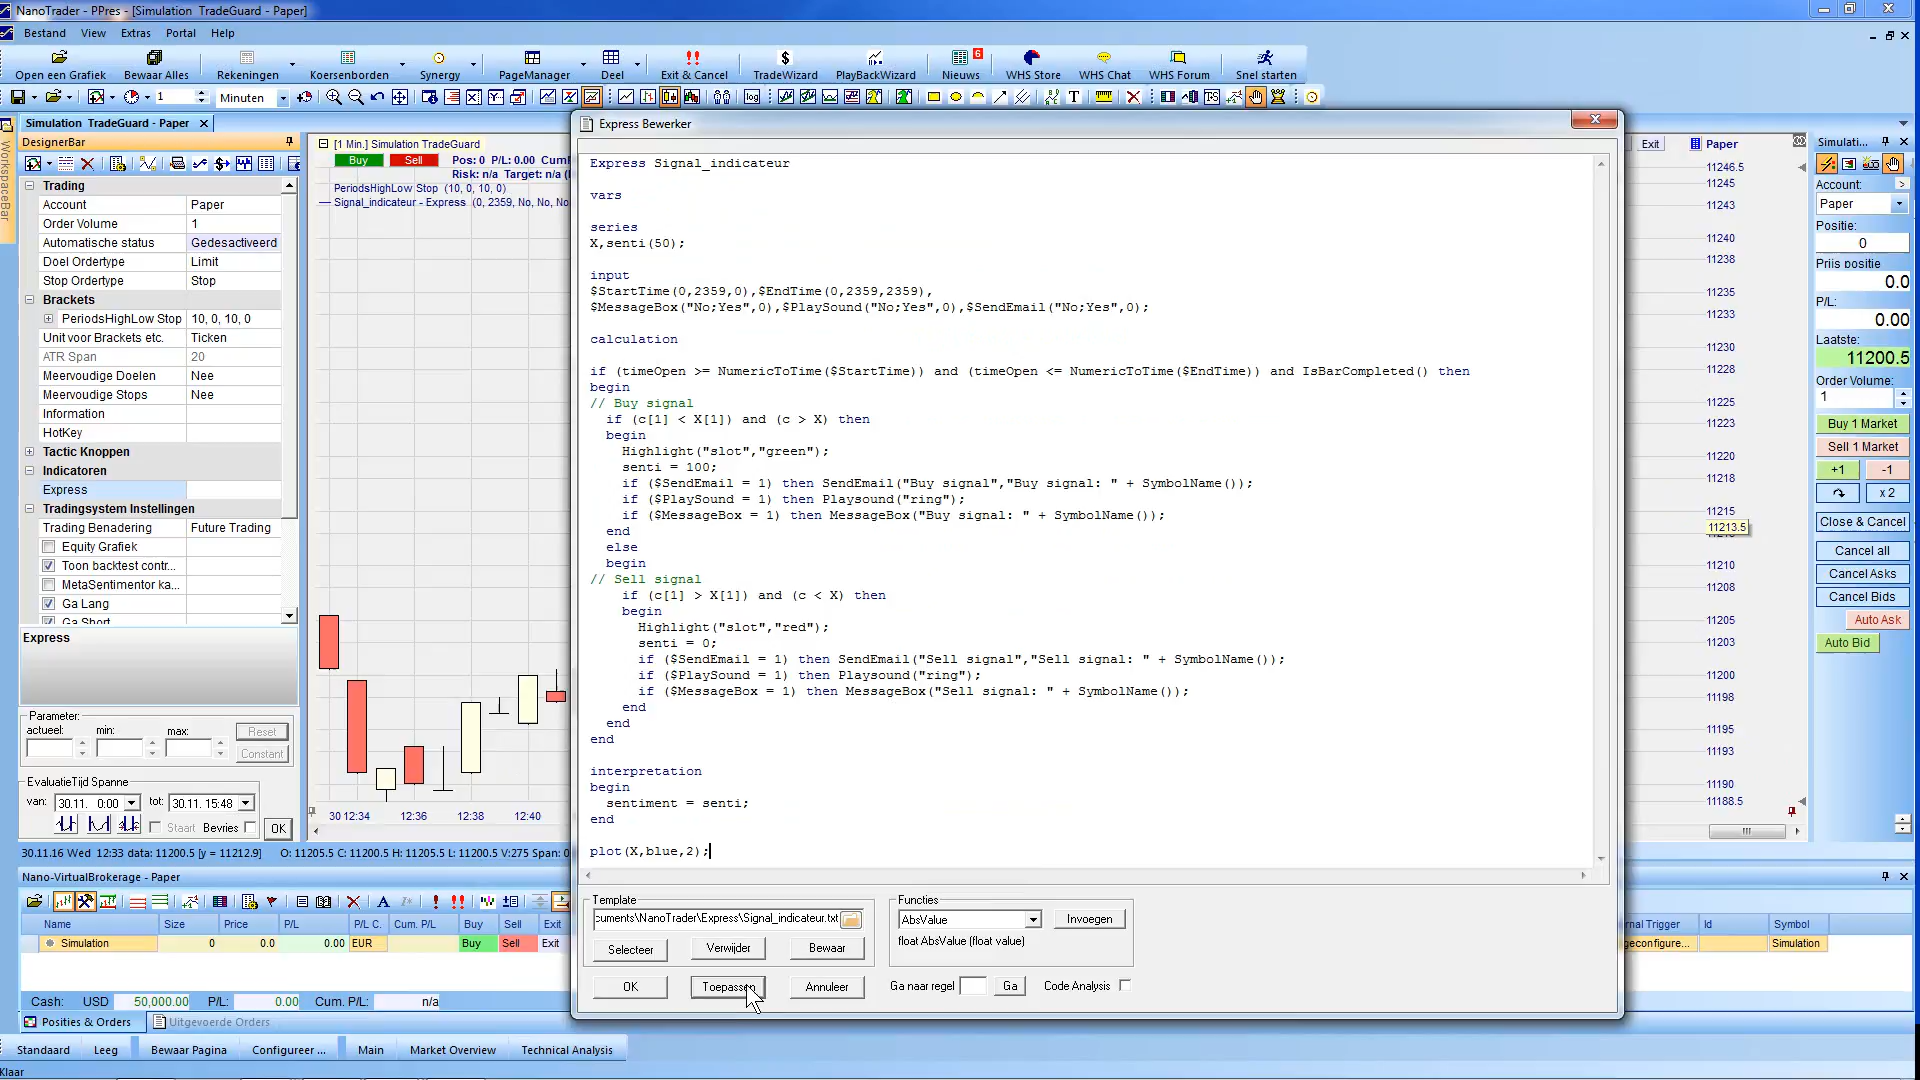 NanoTrader - PPres - [Simulation  TradeGuard - Paper]
Bestand View Extras Portal Help
Open een Grafiek Bewaar Alles Rekeningen Koersenborden Synergy PageManager Deel Exit & Cancel TradeWizard PlayBackWizard Nieuws 6 WHS Store WHS Chat WHS Forum Snel starten
1 Minuten
Simulation  TradeGuard - Paper
WorkspaceBar
DesignerBar
Trading
Account Paper
Order Volume 1
Automatische status Gedesactiveerd
Doel Ordertype Limit
Stop Ordertype Stop
Brackets
PeriodsHighLow Stop 10, 0, 10, 0
Unit voor Brackets etc. Ticken
ATR Span 20
Meervoudige Doelen Nee
Meervoudige Stops Nee
Information
HotKey
Tactic Knoppen
Indicatoren
Express
Tradingsystem Instellingen
Trading Benadering Future Trading
Equity Grafiek
Toon backtest contr...
MetaSentimentor ka...
Ga Lang
Ga Short
Express
Parameter:
actueel: min: max: Reset
Constant
EvaluatieTijd Spanne
van: 30.11. 0:00 tot: 30.11. 15:48
Staart Bevries OK
[1 Min.] Simulation TradeGuard
Buy Sell Pos: 0 P/L: 0.00
Risk: n/a Target: n/a
PeriodsHighLow Stop (10, 0, 10, 0)
Signal_indicateur - Express (0, 2359, No, No, No
30 12:34 12:36 12:38 12:40
Express Bewerker
Express Signal_indicateur
vars
series
X,senti(50);
input
$StartTime(0,2359,0),$EndTime(0,2359,2359),
$MessageBox("No;Yes",0),$PlaySound("No;Yes",0),$SendEmail("No;Yes",0);
calculation
if (timeOpen >= NumericToTime($StartTime)) and (timeOpen <= NumericToTime($EndTime)) and IsBarCompleted() then
begin
// Buy signal
if (c[1] < X[1]) and (c > X) then
begin
Highlight("slot","green");
senti = 100;
if ($SendEmail = 1) then SendEmail("Buy signal","Buy signal: " + SymbolName());
if ($PlaySound = 1) then Playsound("ring");
if ($MessageBox = 1) then MessageBox("Buy signal: " + SymbolName());
end
else
begin
// Sell signal
if (c[1] > X[1]) and (c < X) then
begin
Highlight("slot","red");
senti = 0;
if ($SendEmail = 1) then SendEmail("Sell signal","Sell signal: " + SymbolName());
if ($PlaySound = 1) then Playsound("ring");
if ($MessageBox = 1) then MessageBox("Sell signal: " + SymbolName());
end
end
end
interpretation
begin
sentiment = senti;
end
plot(X,blue,2);
Template
cuments\NanoTrader\Express\Signal_indicateur.txt
Selecteer Verwijder Bewaar
OK Toepassen Annuleer
Functies
AbsValue Invoegen
float AbsValue (float value)
Ga naar regel Ga Code Analysis
Exit Paper
11246.5
11245
11243
11240
11238
11235
11233
11230
11228
11225
11223
11220
11218
11215
11213.5
11210
11208
11205
11203
11200
11198
11195
11193
11190
11188.5
Simulati...
Account: >
Paper
Positie:
0
Prijs positie
0.0
P/L:
0.00
Laatste:
11200.5
Order Volume:
1
Buy 1 Market
Sell 1 Market
+1 -1
x 2
Close & Cancel
Cancel all
Cancel Asks
Cancel Bids
Auto Ask
Auto Bid
30.11.16 Wed 12:33 data: 11200.5 [y = 11212.9] O: 11205.5 C: 11200.5 H: 11205.5 L: 11200.5 V:275 Span: 0
Nano-VirtualBrokerage - Paper
Name Size Price P/L P/L C. Cum. P/L Buy Sell Exit
Simulation 0 0.0 0.00 EUR Buy Sell Exit
rnal Trigger Id Symbol
geconfigure... Simulation
Cash: USD 50,000.00 P/L: 0.00 Cum. P/L: n/a
Posities & Orders Uitgevoerde Orders
Standaard Leeg Bewaar Pagina Configureer ... Main Market Overview Technical Analysis
Klaar